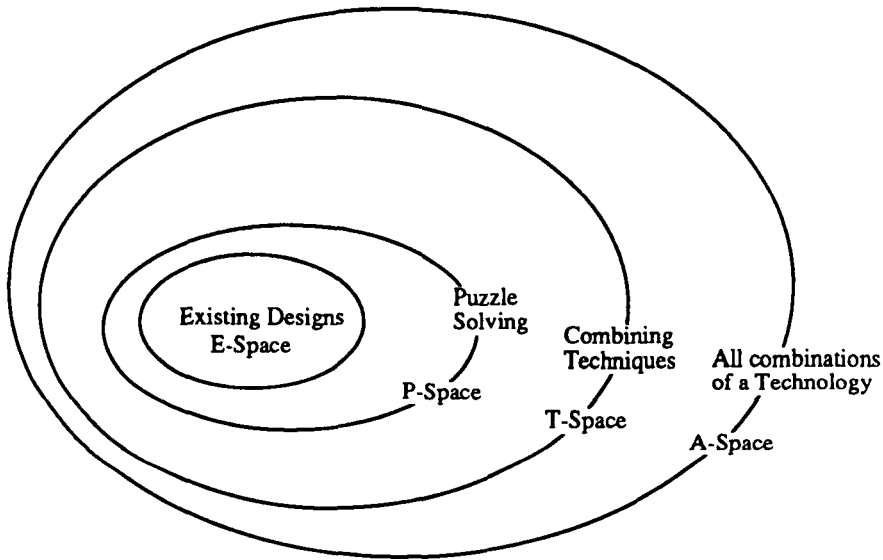 Existing Designs
E-Space
Puzzle
Solving
P-Space
Combining
Techniques
T-Space
All combinations
of a Technology
A-Space